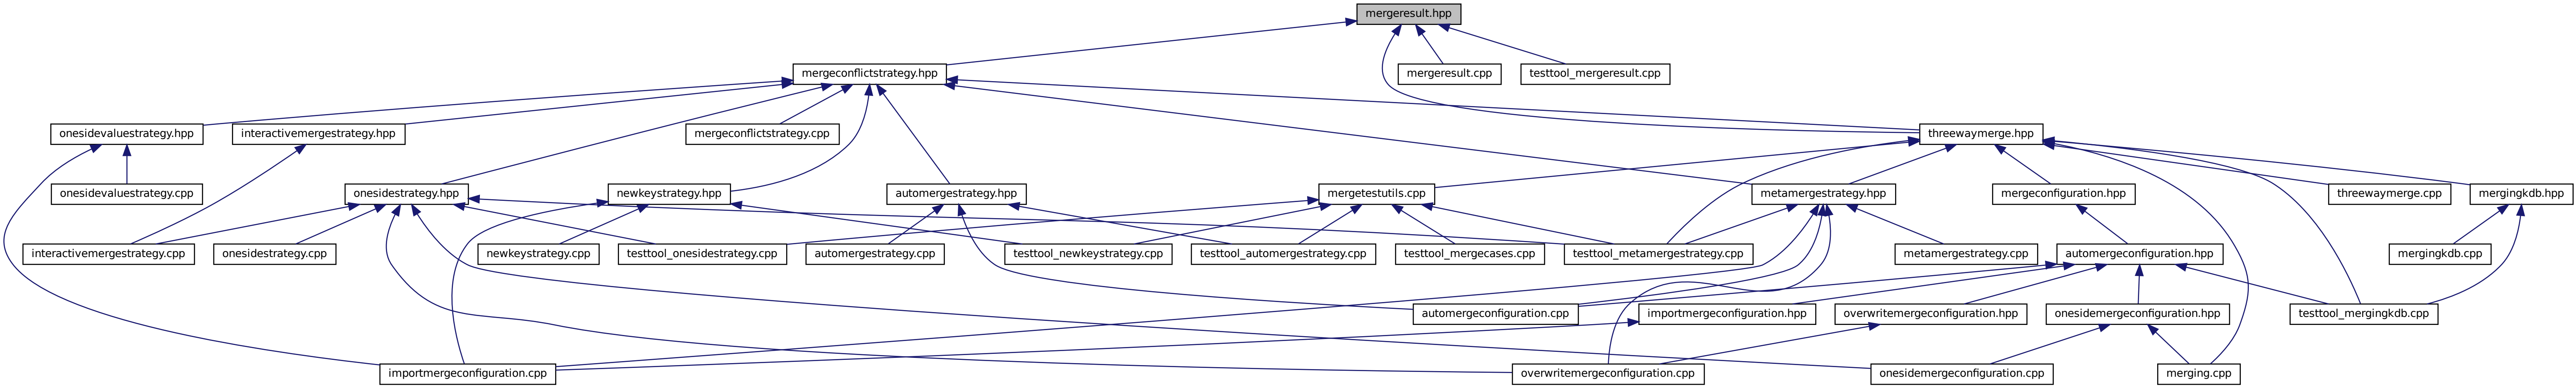 mergeresult.hpp
mergeconflictstrategy.hpp
mergeresult.cpp
testtool_mergeresult.cpp
onesidevaluestrategy.hpp
interactivemergestrategy.hpp
mergeconflictstrategy.cpp
threewaymerge.hpp
onesidevaluestrategy.cpp
onesidestrategy.hpp
newkeystrategy.hpp
automergestrategy.hpp
mergetestutils.cpp
metamergestrategy.hpp
mergeconfiguration.hpp
threewaymerge.cpp
mergingkdb.hpp
interactivemergestrategy.cpp
onesidestrategy.cpp
newkeystrategy.cpp
testtool_onesidestrategy.cpp
automergestrategy.cpp
testtool_newkeystrategy.cpp
testtool_automergestrategy.cpp
testtool_mergecases.cpp
testtool_metamergestrategy.cpp
metamergestrategy.cpp
automergeconfiguration.hpp
mergingkdb.cpp
automergeconfiguration.cpp
importmergeconfiguration.hpp
overwritemergeconfiguration.hpp
onesidemergeconfiguration.hpp
testtool_mergingkdb.cpp
importmergeconfiguration.cpp
overwritemergeconfiguration.cpp
onesidemergeconfiguration.cpp
merging.cpp